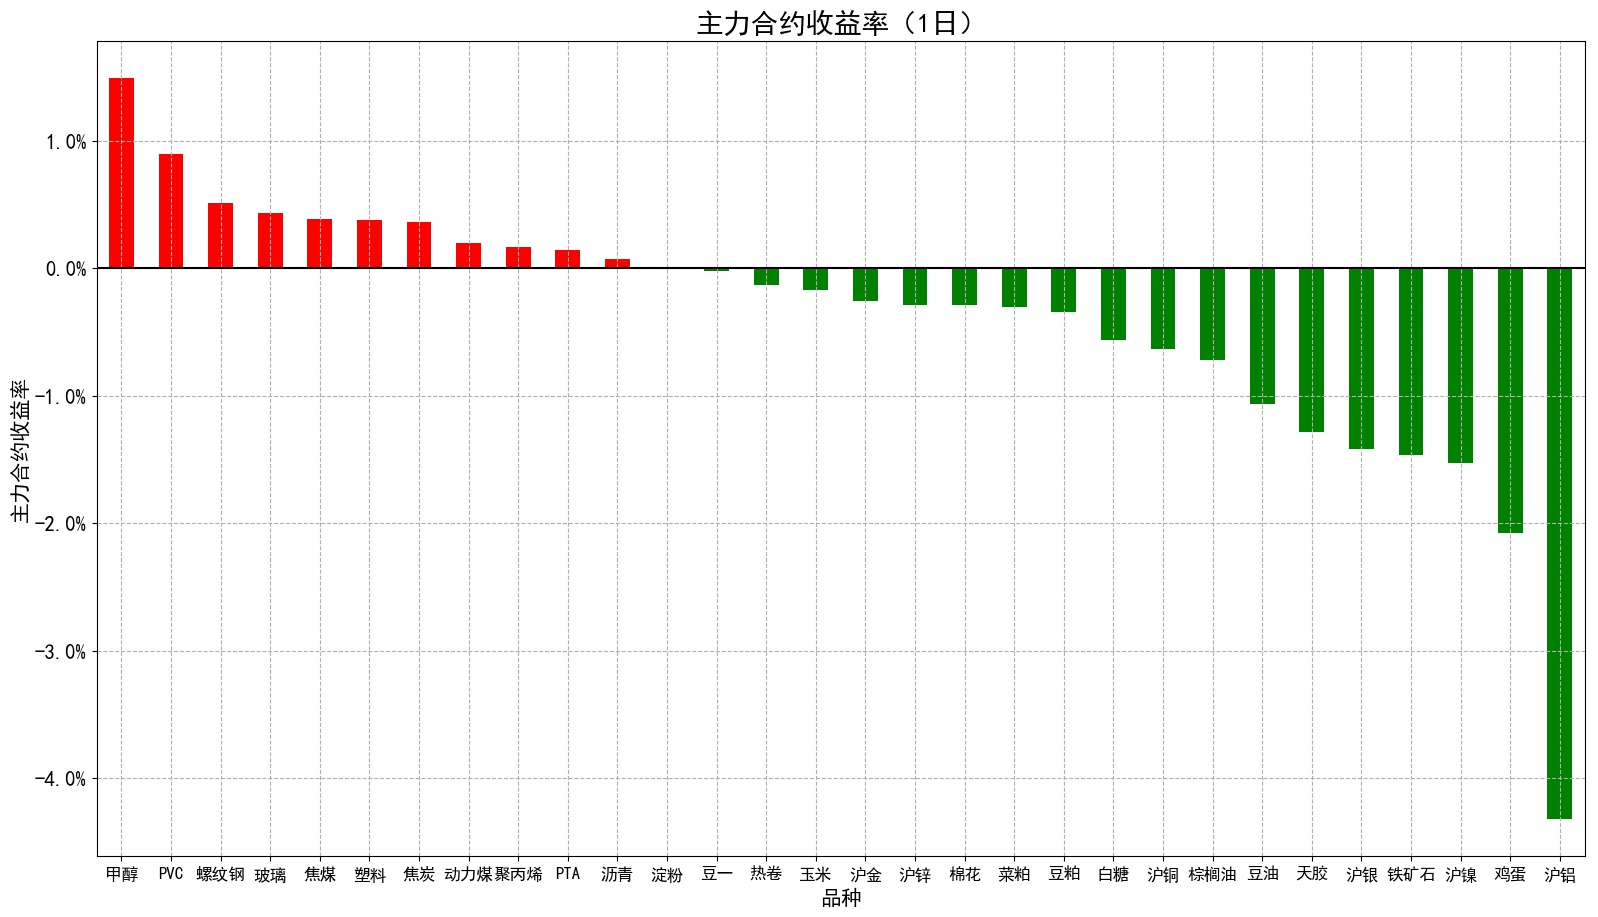 主力合约收益率（1日）
主力合约收益率
1.0%
0.0%
-1.0%
-2.0%
-3.0%
-4.0%
甲醇 PVC 螺纹钢 玻璃 焦煤 塑料 焦炭 动力煤 聚丙烯 PTA 沥青 淀粉 豆一 热卷 玉米 沪金 沪锌 棉花 菜粕 豆粕 白糖 沪铜 棕榈油 豆油 天胶 沪银 铁矿石 沪镍 鸡蛋 沪铝
品种